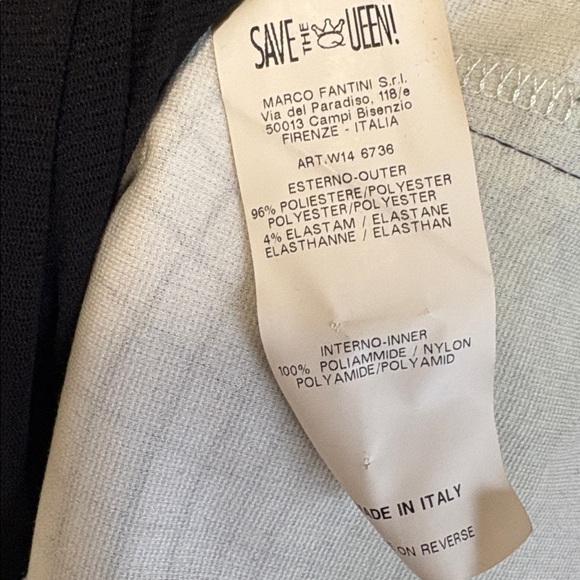 SAVE THE QUEEN!
MARCO FANTINI S.r.l.
Via del Paradiso, 118/e
50013 Campi Bisenzio
FIRENZE - ITALIA
ART.W14 6736
ESTERNO-OUTER
96% POLIESTERE/POLYESTER
POLYESTER/POLYESTER
4% ELASTAM / ELASTANE
ELASTHANNE / ELASTHAN
INTERNO-INNER
100% POLIAMMIDE / NYLON
POLYAMIDE/POLYAMID
ADE IN ITALY
ON REVERSE